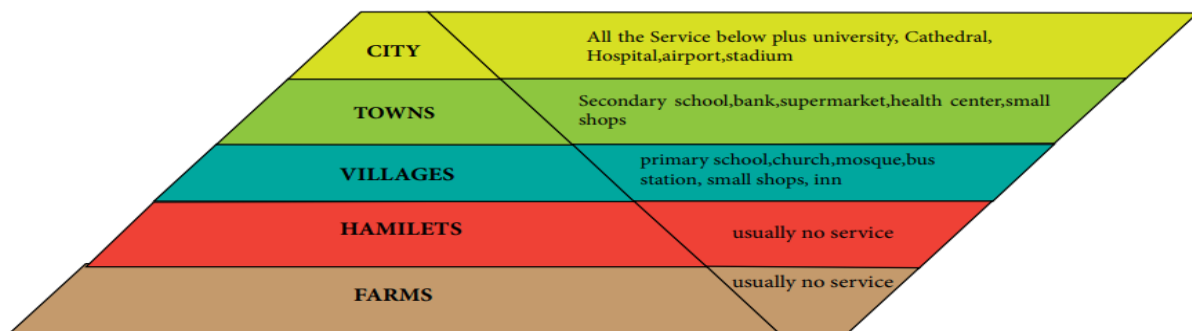 CITY
All the Service below plus university, Cathedral,
Hospital,airport,stadium
TOWNS
Secondary school,bank,supermarket,health center,small
shops
VILLAGES
primary school,church,mosque,bus
station, small shops, inn
HAMILETS
usually no service
FARMS
usually no service